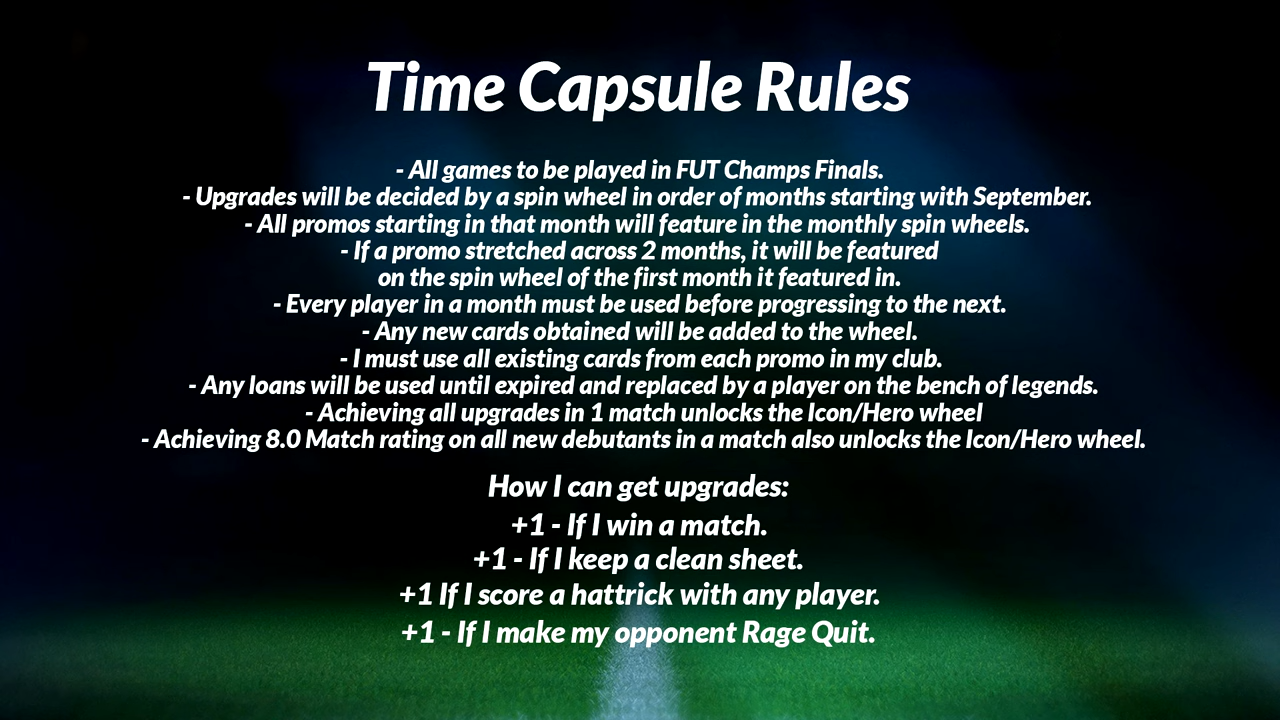 Time Capsule Rules
- All games to be played in FUT Champs Finals.
- Upgrades will be decided by a spin wheel in order of months starting with September.
- All promos starting in that month will feature in the monthly spin wheels.
- If a promo stretched across 2 months, it will be featured
on the spin wheel of the first month it featured in.
- Every player in a month must be used before progressing to the next.
- Any new cards obtained will be added to the wheel.
- I must use all existing cards from each promo in my club.
- Any loans will be used until expired and replaced by a player on the bench of legends.
- Achieving all upgrades in 1 match unlocks the Icon/Hero wheel
- Achieving 8.0 Match rating on all new debutants in a match also unlocks the Icon/Hero wheel.
How I can get upgrades:
+1 - If I win a match.
+1 - If I keep a clean sheet.
+1 If I score a hattrick with any player.
+1 - If I make my opponent Rage Quit.